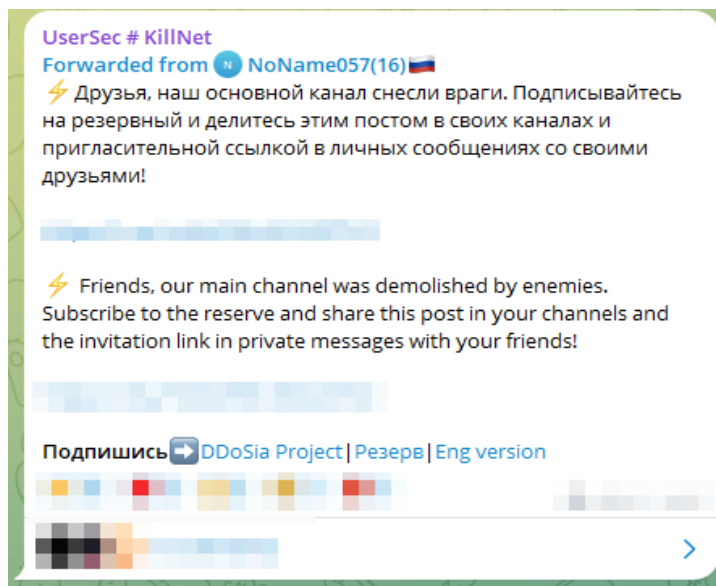 UserSec # KillNet
Forwarded from N NoName057(16)🇷🇺
⚡ Друзья, наш основной канал снесли враги. Подписывайтесь
на резервный и делитесь этим постом в своих каналах и
пригласительной ссылкой в личных сообщениях со своими
друзьями!
⚡ Friends, our main channel was demolished by enemies.
Subscribe to the reserve and share this post in your channels and
the invitation link in private messages with your friends!
Подпишись➡️DDoSia Project|Резерв|Eng version